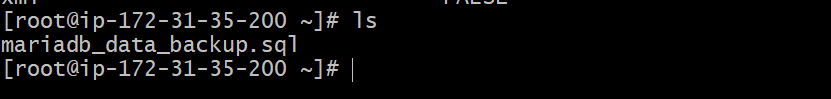 [root@ip-172-31-35-200 ~]# ls
mariadb_data_backup.sql
[root@ip-172-31-35-200 ~]#